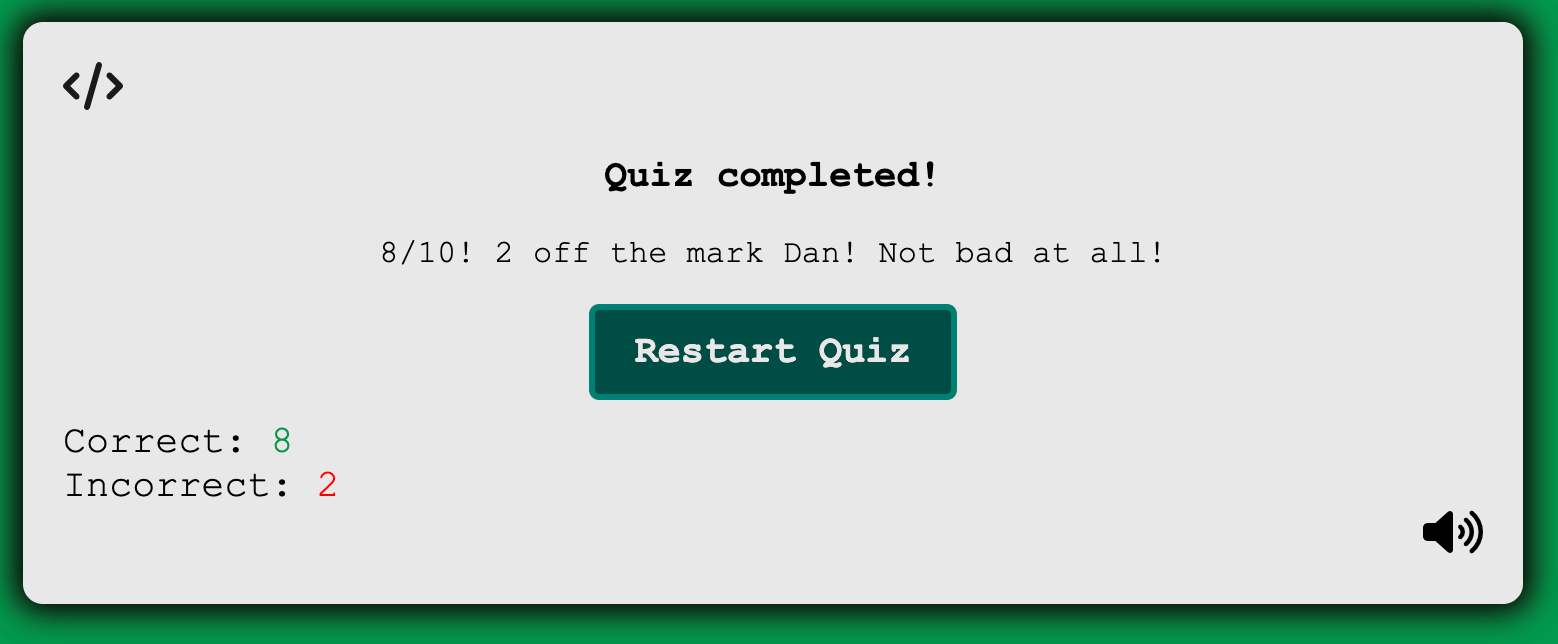 </>
Quiz completed!
8/10! 2 off the mark Dan! Not bad at all!
Restart Quiz
Correct: 8
Incorrect: 2